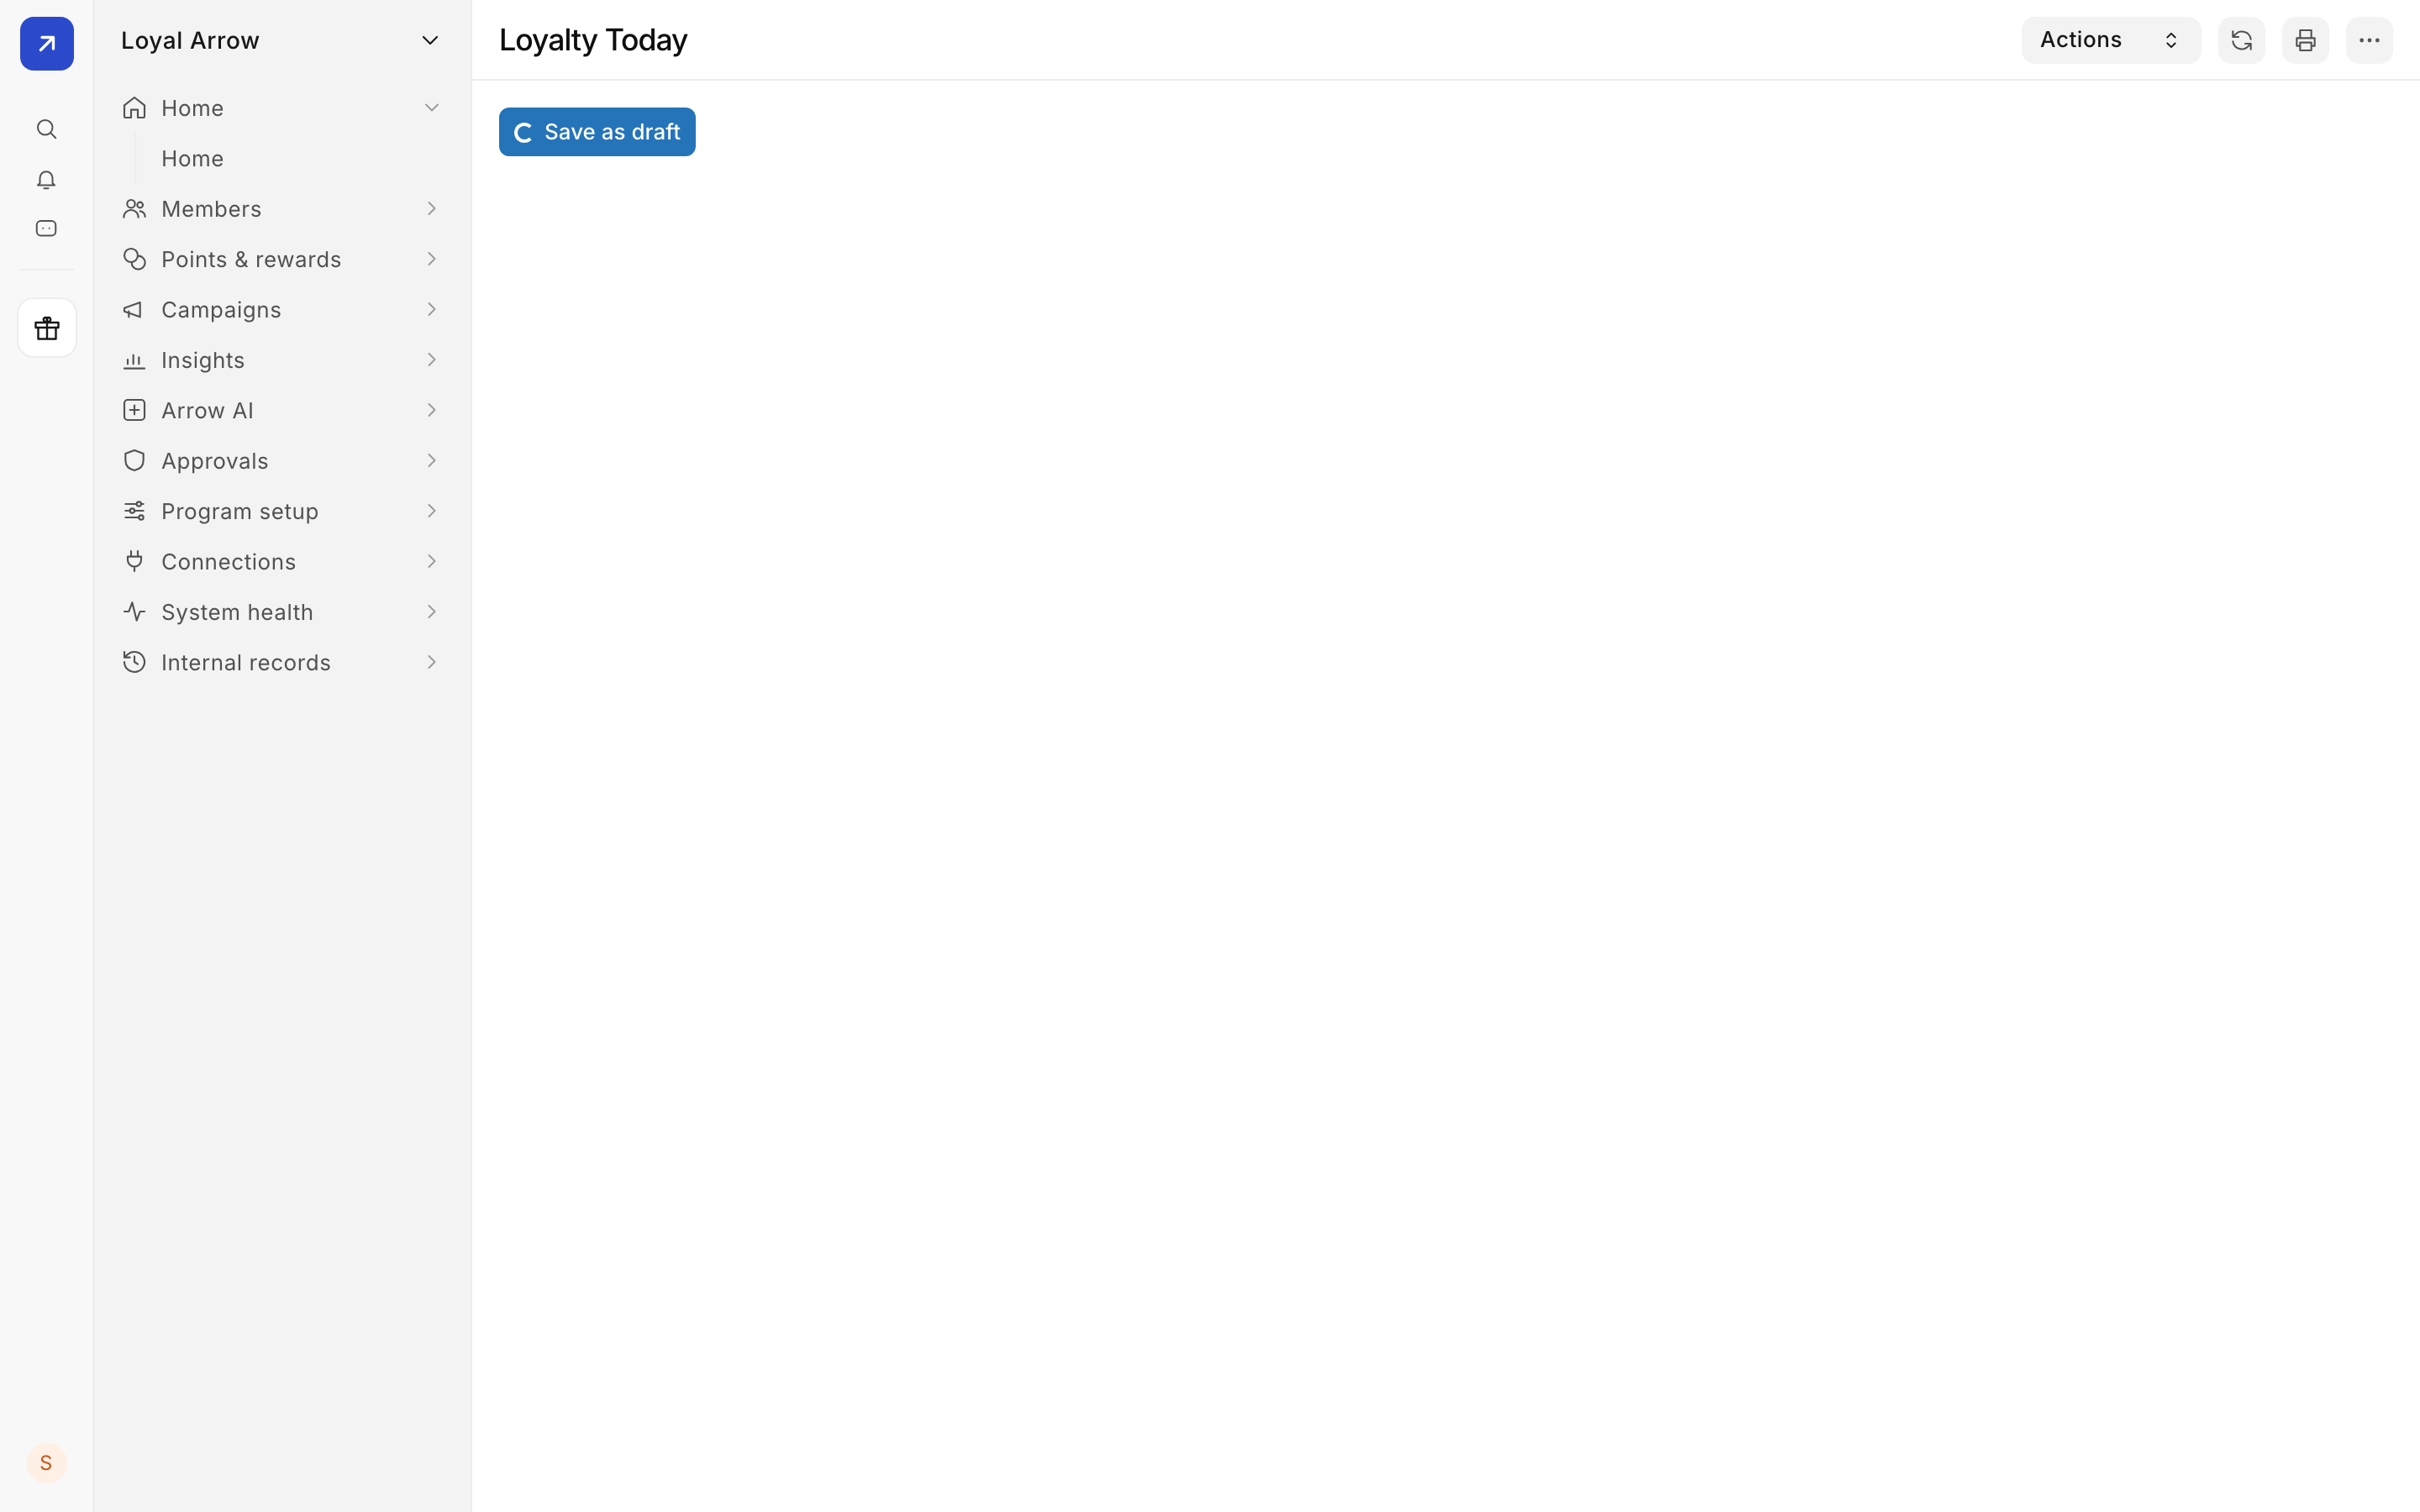 Loyal Arrow
Home
Home
Members
Points & rewards
Campaigns
Insights
Arrow AI
Approvals
Program setup
Connections
System health
Internal records
S
Loyalty Today
Actions
Save as draft